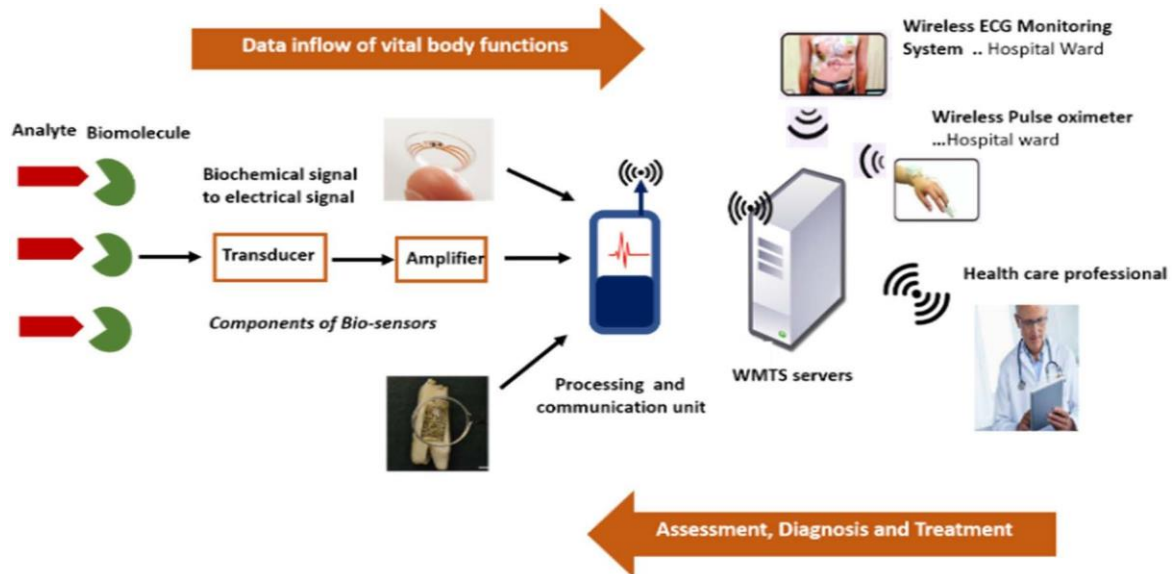 Data inflow of vital body functions
Wireless ECG Monitoring
System .. Hospital Ward
Analyte Biomolecule
Wireless Pulse oximeter
...Hospital ward
Biochemical signal
to electrical signal
Transducer
Amplifier
Health care professional
Components of Bio-sensors
WMTS servers
Processing and
communication unit
Assessment, Diagnosis and Treatment